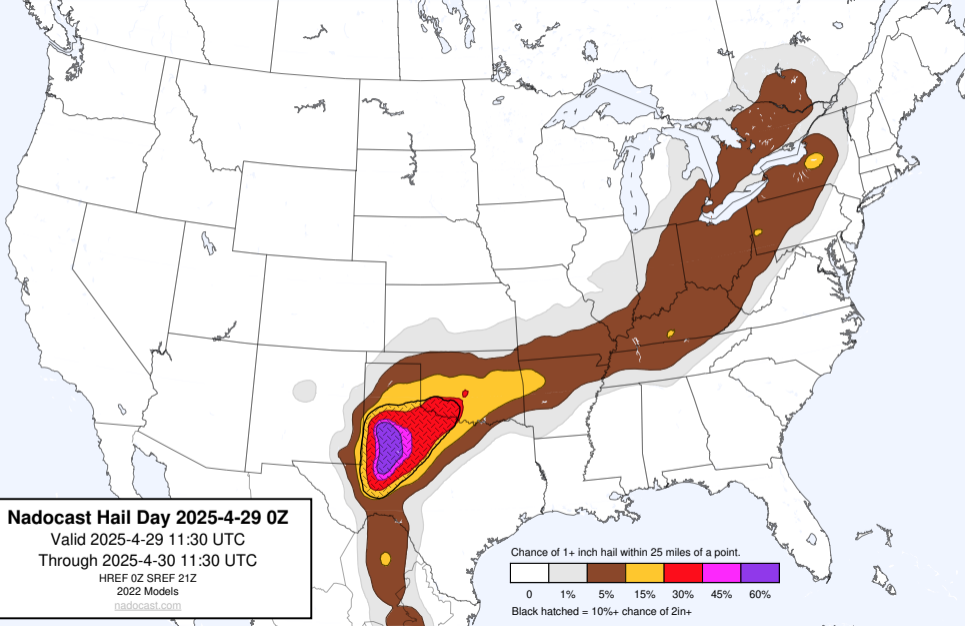 Nadocast Hail Day 2025-4-29 0Z
Valid 2025-4-29 11:30 UTC
Through 2025-4-30 11:30 UTC
HREF 0Z SREF 21Z
2022 Models
nadocast.com
Chance of 1+ inch hail within 25 miles of a point.
0 1% 5% 15% 30% 45% 60%
Black hatched = 10%+ chance of 2in+